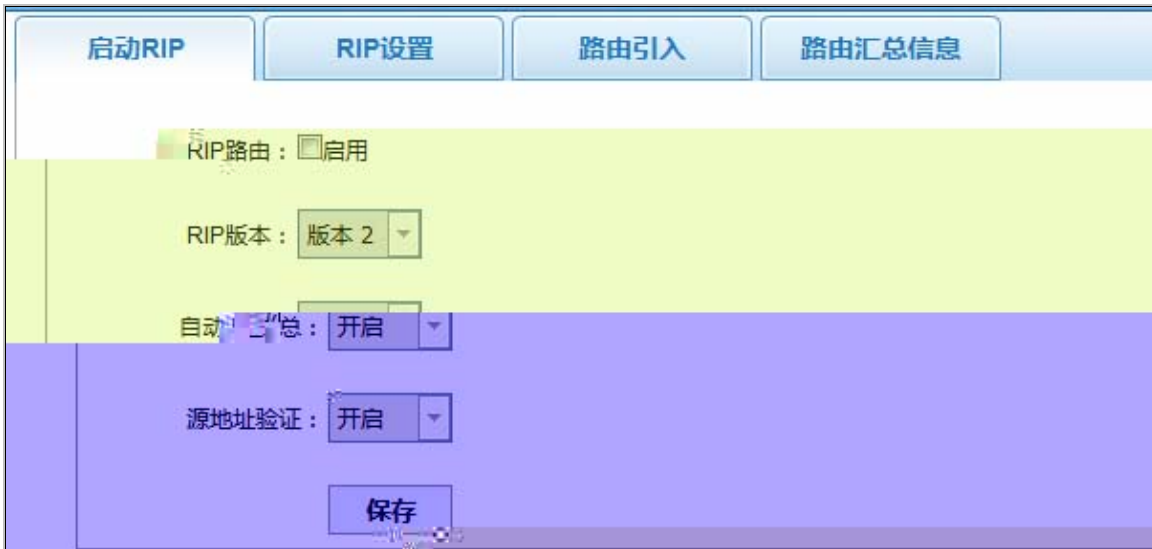 启动RIP RIP设置 路由引入 路由汇总信息
RIP路由： 启用
RIP版本： 版本 2
自动 总： 开启
源地址验证： 开启
保存